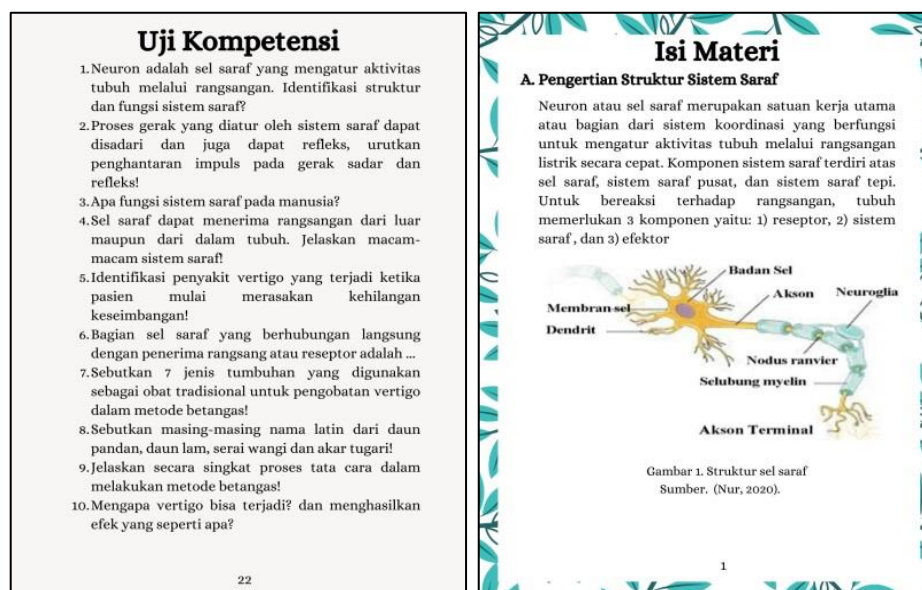 Uji Kompetensi
1. Neuron adalah sel saraf yang mengatur aktivitas
tubuh melalui rangsangan. Identifikasi struktur
dan fungsi sistem saraf?
2. Proses gerak yang diatur oleh sistem saraf dapat
disadari dan juga dapat refleks, urutkan
penghantaran impuls pada gerak sadar dan
refleks!
3. Apa fungsi sistem saraf pada manusia?
4. Sel saraf dapat menerima rangsangan dari luar
maupun dari dalam tubuh. Jelaskan macam-
macam sistem saraf!
5. Identifikasi penyakit vertigo yang terjadi ketika
pasien mulai merasakan kehilangan
keseimbangan!
6. Bagian sel saraf yang berhubungan langsung
dengan penerima rangsang atau reseptor adalah ...
7. Sebutkan 7 jenis tumbuhan yang digunakan
sebagai obat tradisional untuk pengobatan vertigo
dalam metode betangas!
8. Sebutkan masing-masing nama latin dari daun
pandan, daun lam, serai wangi dan akar tugari!
9. Jelaskan secara singkat proses tata cara dalam
melakukan metode betangas!
10. Mengapa vertigo bisa terjadi? dan menghasilkan
efek yang seperti apa?
22
Isi Materi
A. Pengertian Struktur Sistem Saraf
Neuron atau sel saraf merupakan satuan kerja utama
atau bagian dari sistem koordinasi yang berfungsi
untuk mengatur aktivitas tubuh melalui rangsangan
listrik secara cepat. Komponen sistem saraf terdiri atas
sel saraf, sistem saraf pusat, dan sistem saraf tepi.
Untuk bereaksi terhadap rangsangan, tubuh
memerlukan 3 komponen yaitu: 1) reseptor, 2) sistem
saraf , dan 3) efektor
Badan Sel
Akson
Neuroglia
Membran sel
Dendrit
Nodus ranvier
Selubung myelin
Akson Terminal
Gambar 1. Struktur sel saraf
Sumber. (Nur, 2020).
1